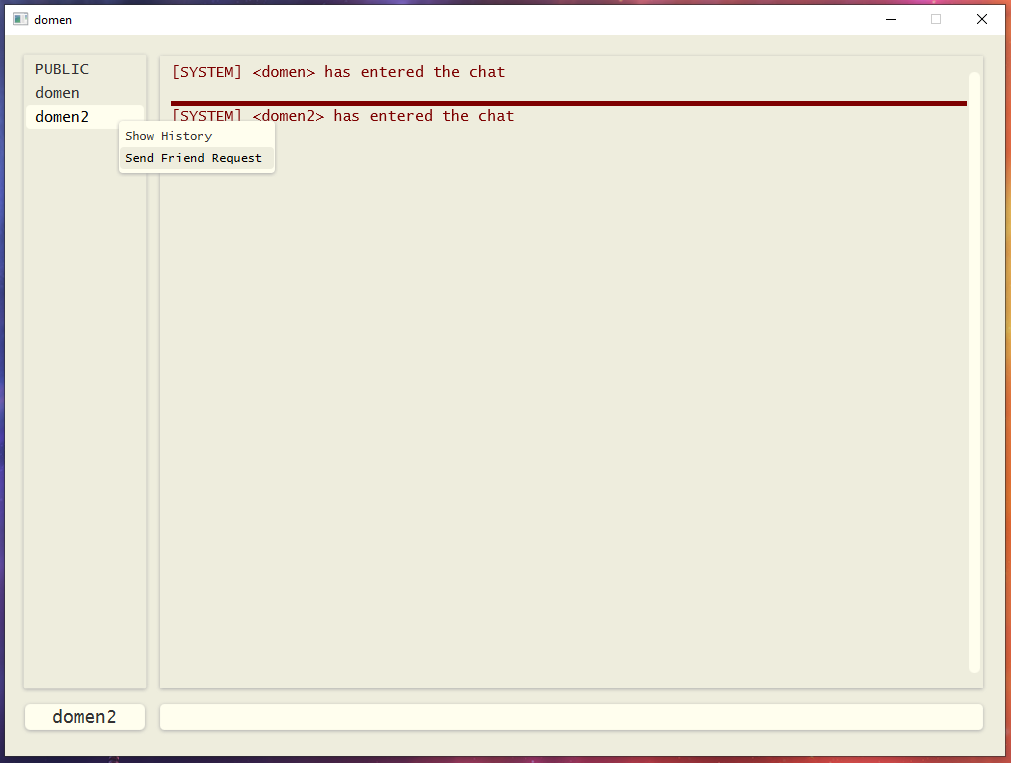 domen
PUBLIC
domen
domen2
[SYSTEM] <domen> has entered the chat
[SYSTEM] <domen2> has entered the chat
Show History
Send Friend Request
domen2